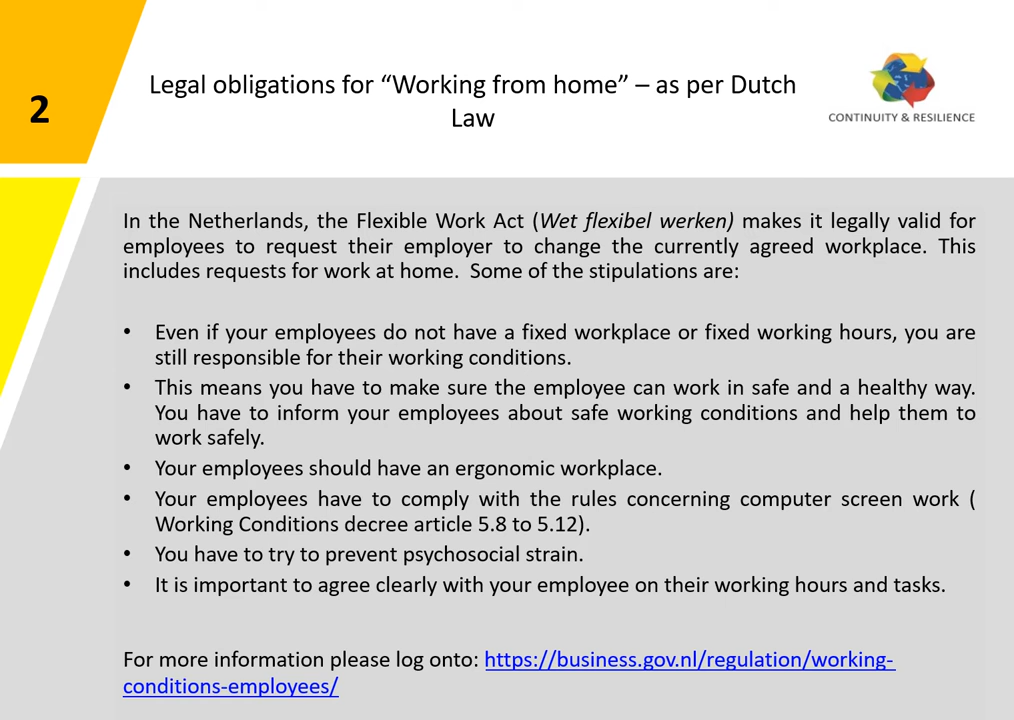 2
Legal obligations for “Working from home” – as per Dutch
Law
CONTINUITY & RESILIENCE
In the Netherlands, the Flexible Work Act (Wet flexibel werken) makes it legally valid for
employees to request their employer to change the currently agreed workplace. This
includes requests for work at home. Some of the stipulations are:
• Even if your employees do not have a fixed workplace or fixed working hours, you are
still responsible for their working conditions.
• This means you have to make sure the employee can work in safe and a healthy way.
You have to inform your employees about safe working conditions and help them to
work safely.
• Your employees should have an ergonomic workplace.
• Your employees have to comply with the rules concerning computer screen work (
Working Conditions decree article 5.8 to 5.12).
• You have to try to prevent psychosocial strain.
• It is important to agree clearly with your employee on their working hours and tasks.
For more information please log onto: https://business.gov.nl/regulation/working-
conditions-employees/